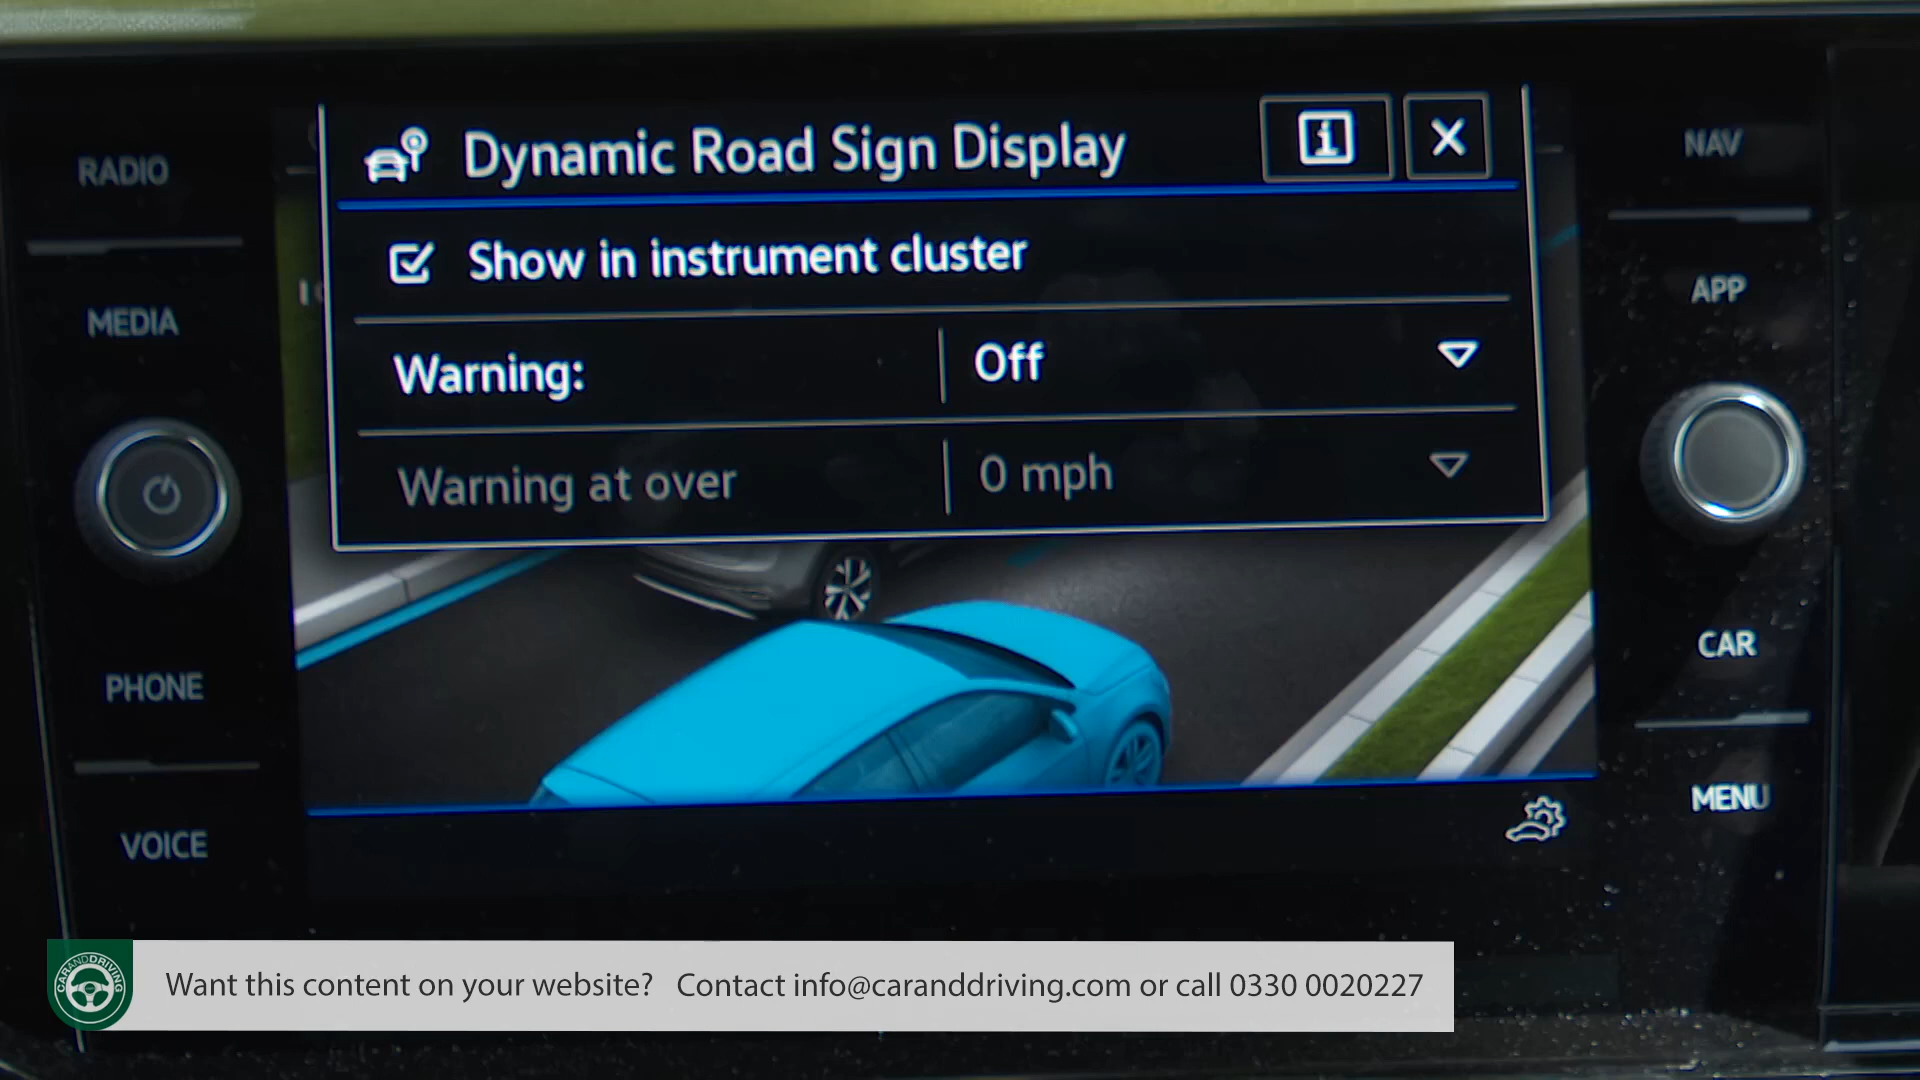 Dynamic Road Sign Display
i
X
RADIO
NAV
Show in instrument cluster
MEDIA
APP
Warning:
Off
Warning at over
0 mph
PHONE
CAR
MENU
VOICE
CARANDDRIVING
Want this content on your website? Contact info@caranddriving.com or call 0330 0020227